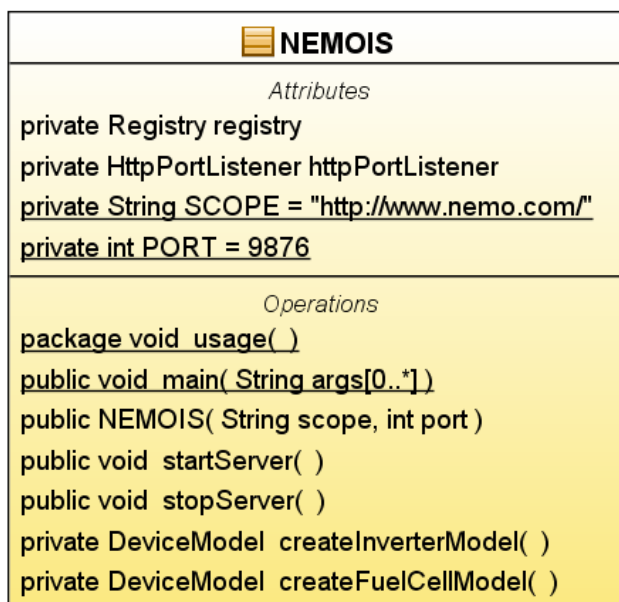 NEMOIS
Attributes
private Registry registry
private HttpPortListener httpPortListener
private String SCOPE = "http://www.nemo.com/"
private int PORT = 9876
Operations
package void usage( )
public void main( String args[0..*] )
public NEMOIS( String scope, int port )
public void startServer( )
public void stopServer( )
private DeviceModel createInverterModel( )
private DeviceModel createFuelCellModel( )